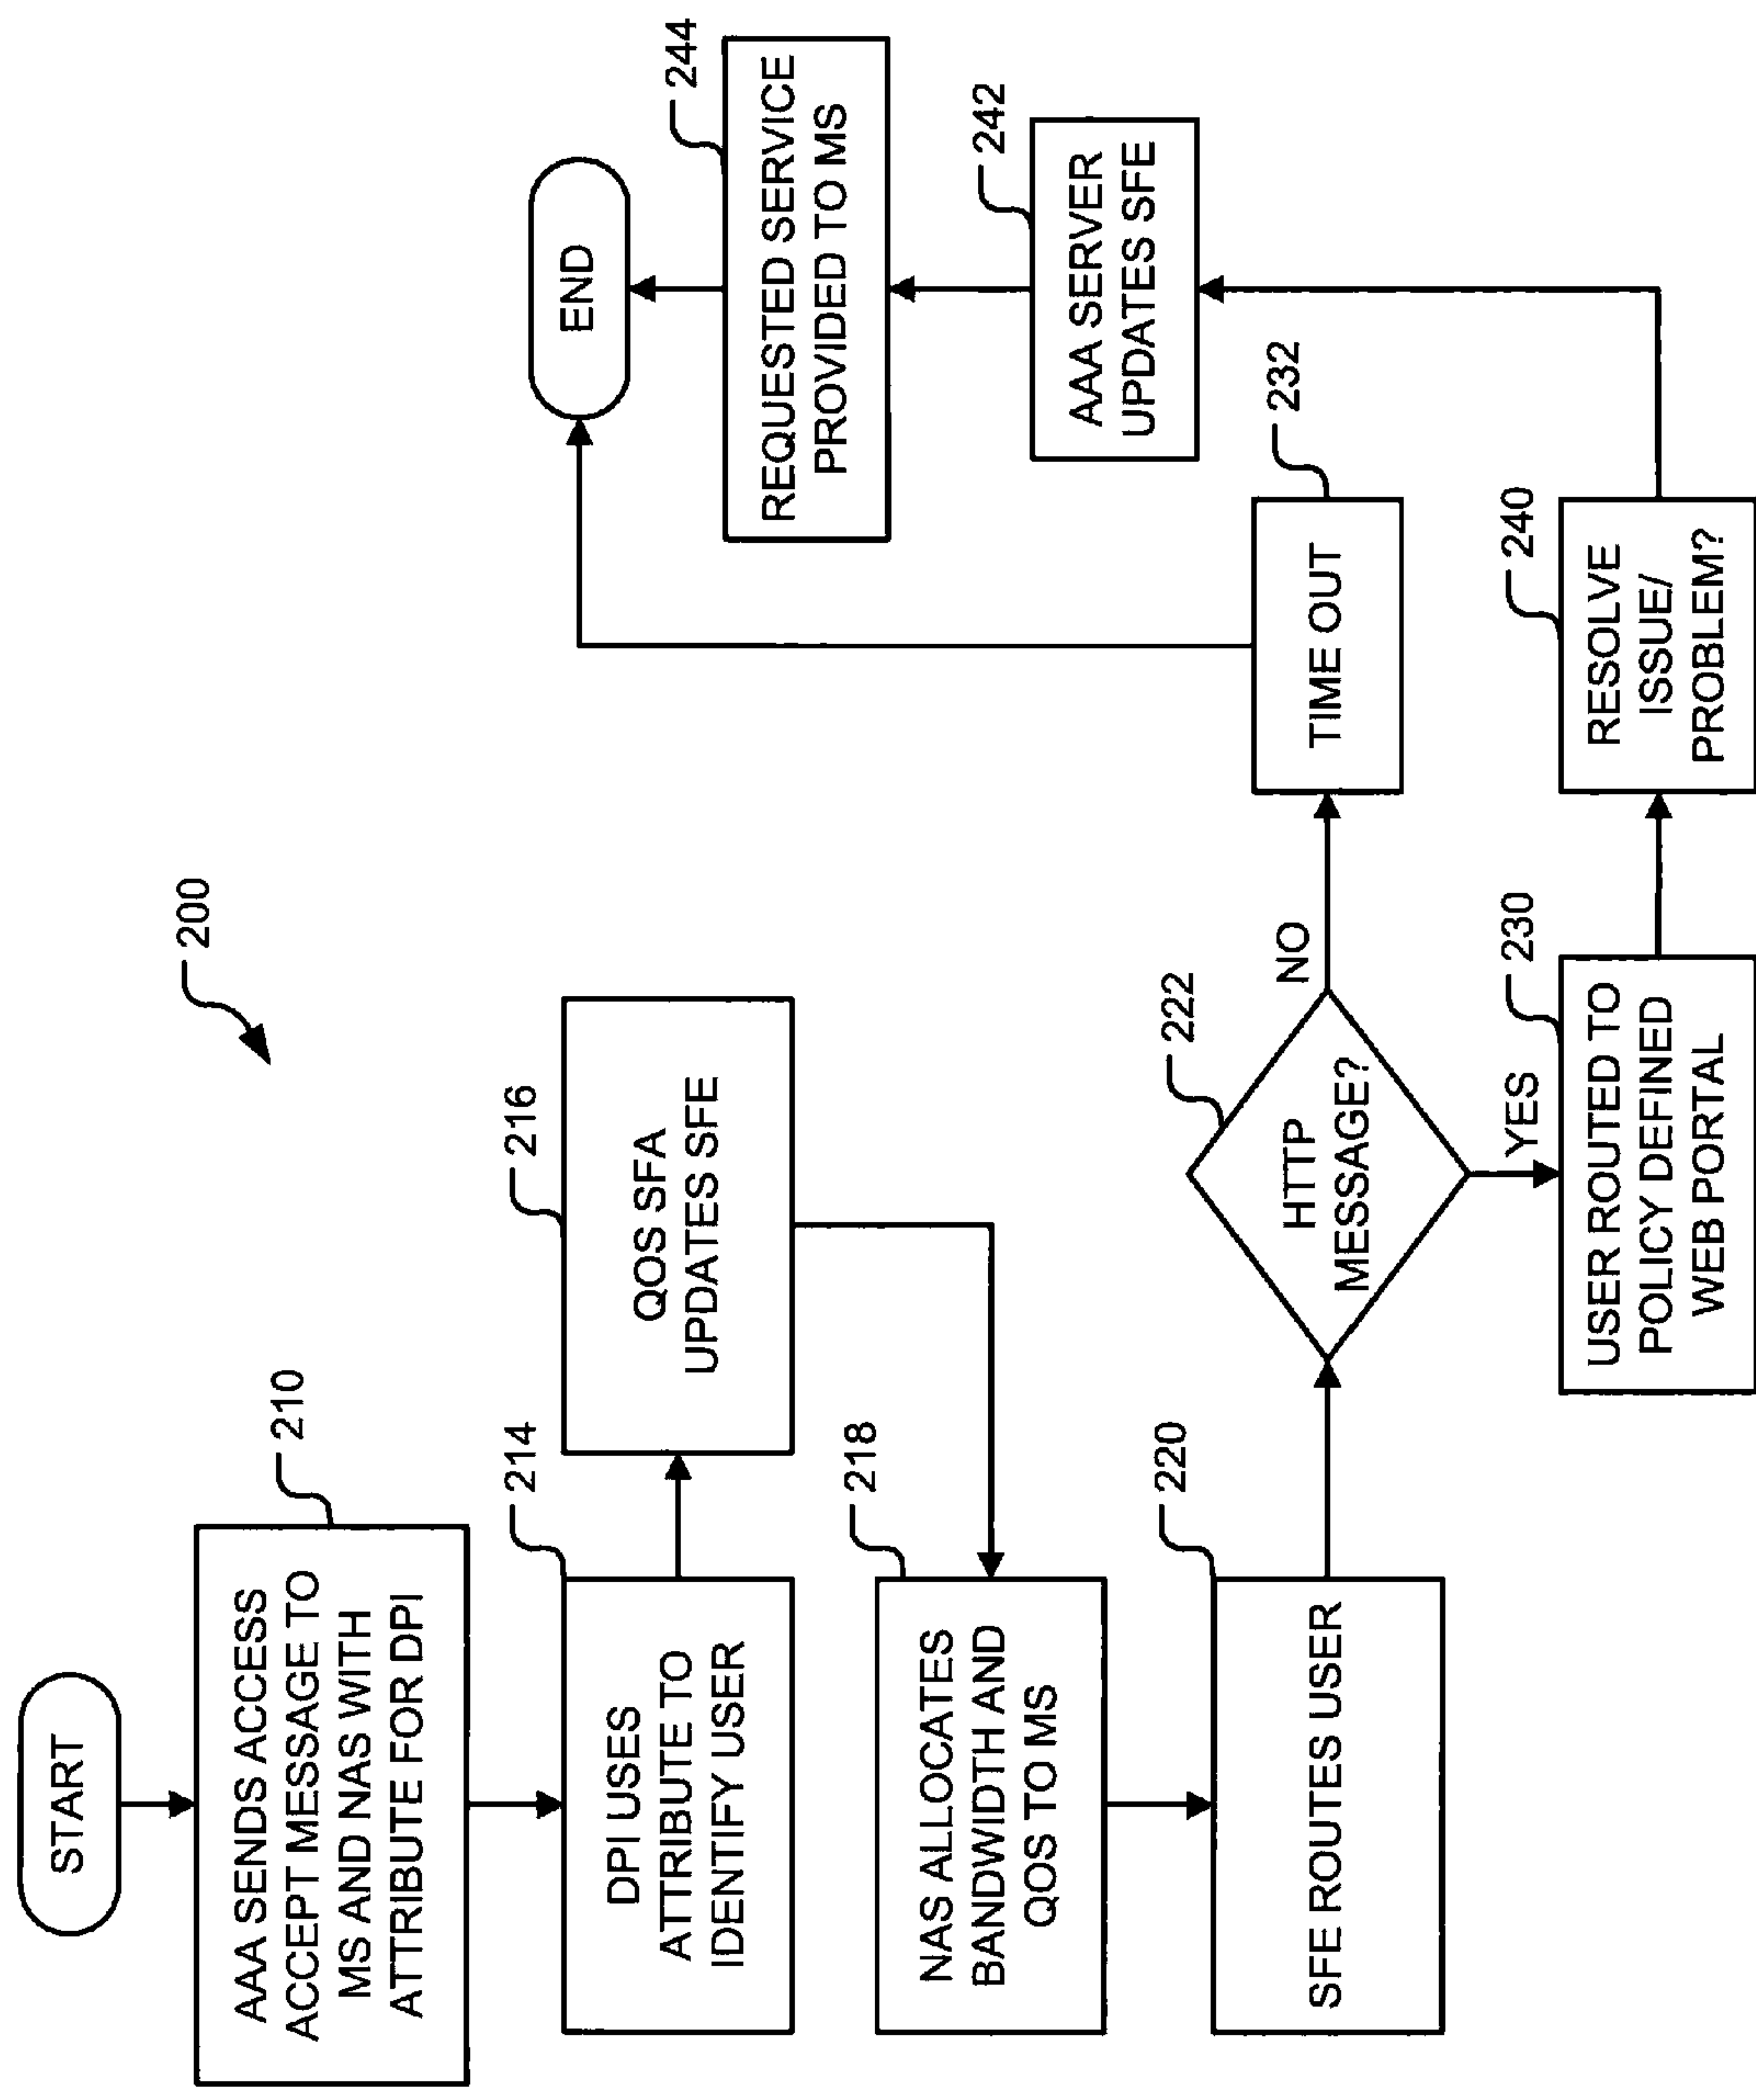 200
START
AAA SENDS ACCESS
ACCEPT MESSAGE TO
MS AND NAS WITH
ATTRIBUTE FOR DPI
210
DPI USES
ATTRIBUTE TO
IDENTIFY USER
214
QOS SFA
UPDATES SFE
216
NAS ALLOCATES
BANDWIDTH AND
QOS TO MS
218
SFE ROUTES USER
220
HTTP
MESSAGE?
222
NO
YES
TIME OUT
232
USER ROUTED TO
POLICY DEFINED
WEB PORTAL
230
RESOLVE
ISSUE/
PROBLEM?
240
AAA SERVER
UPDATES SFE
242
REQUESTED SERVICE
PROVIDED TO MS
244
END